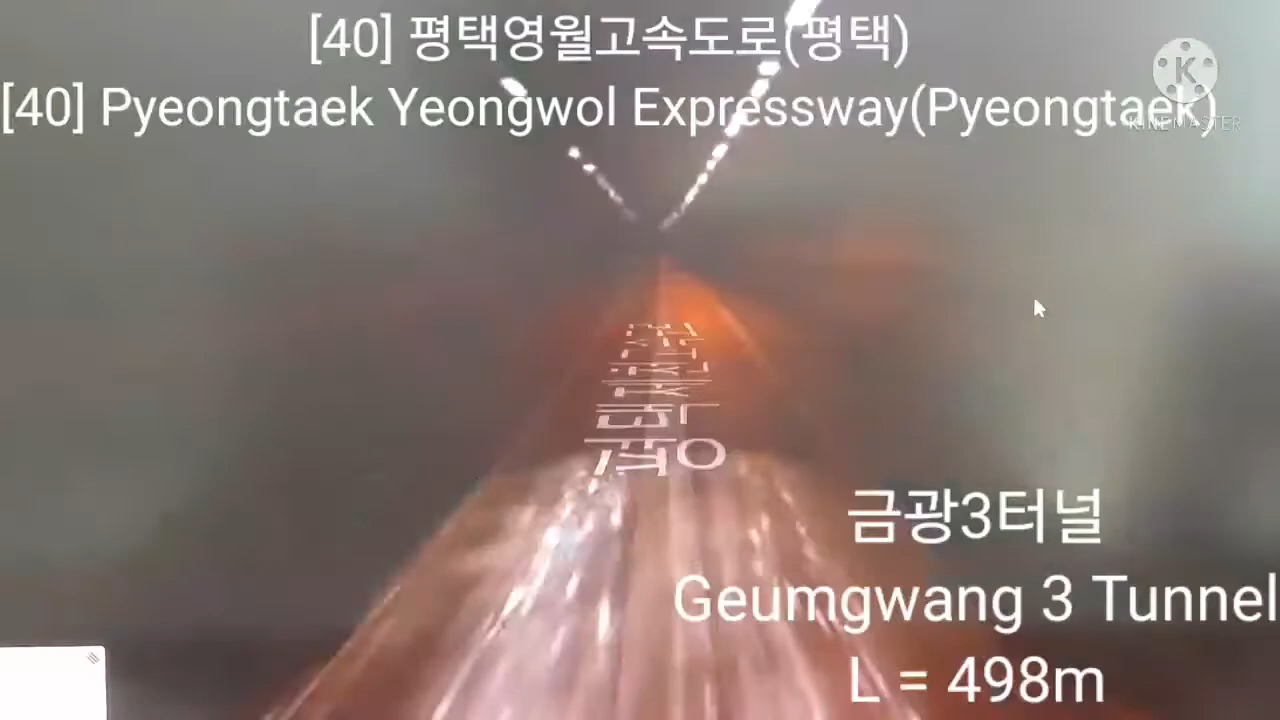 [40] 평택영월고속도로(평택)
[40] Pyeongtaek Yeongwol Expressway(Pyeongtaek)
K
KINEMASTER
금광3터널
Geumgwang 3 Tunnel
L = 498m